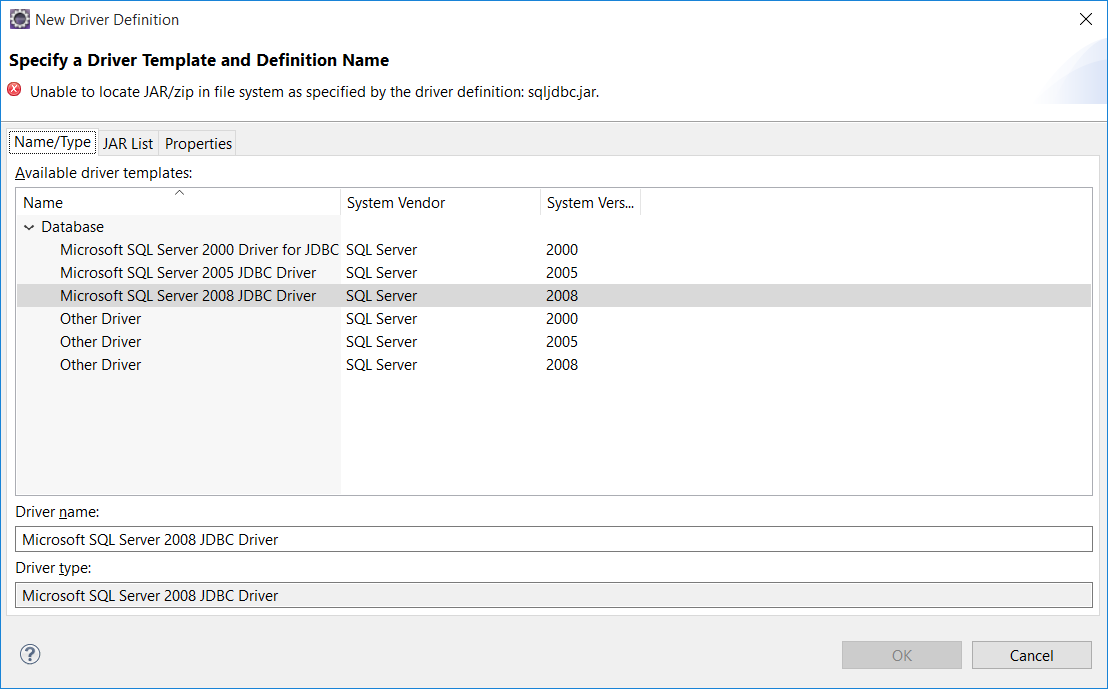 New Driver Definition
Specify a Driver Template and Definition Name
Unable to locate JAR/zip in file system as specified by the driver definition: sqljdbc.jar.
Name/Type JAR List Properties
Available driver templates:
Name System Vendor System Vers...
Database
Microsoft SQL Server 2000 Driver for JDBC SQL Server 2000
Microsoft SQL Server 2005 JDBC Driver SQL Server 2005
Microsoft SQL Server 2008 JDBC Driver SQL Server 2008
Other Driver SQL Server 2000
Other Driver SQL Server 2005
Other Driver SQL Server 2008
Driver name:
Microsoft SQL Server 2008 JDBC Driver
Driver type:
Microsoft SQL Server 2008 JDBC Driver
? OK Cancel